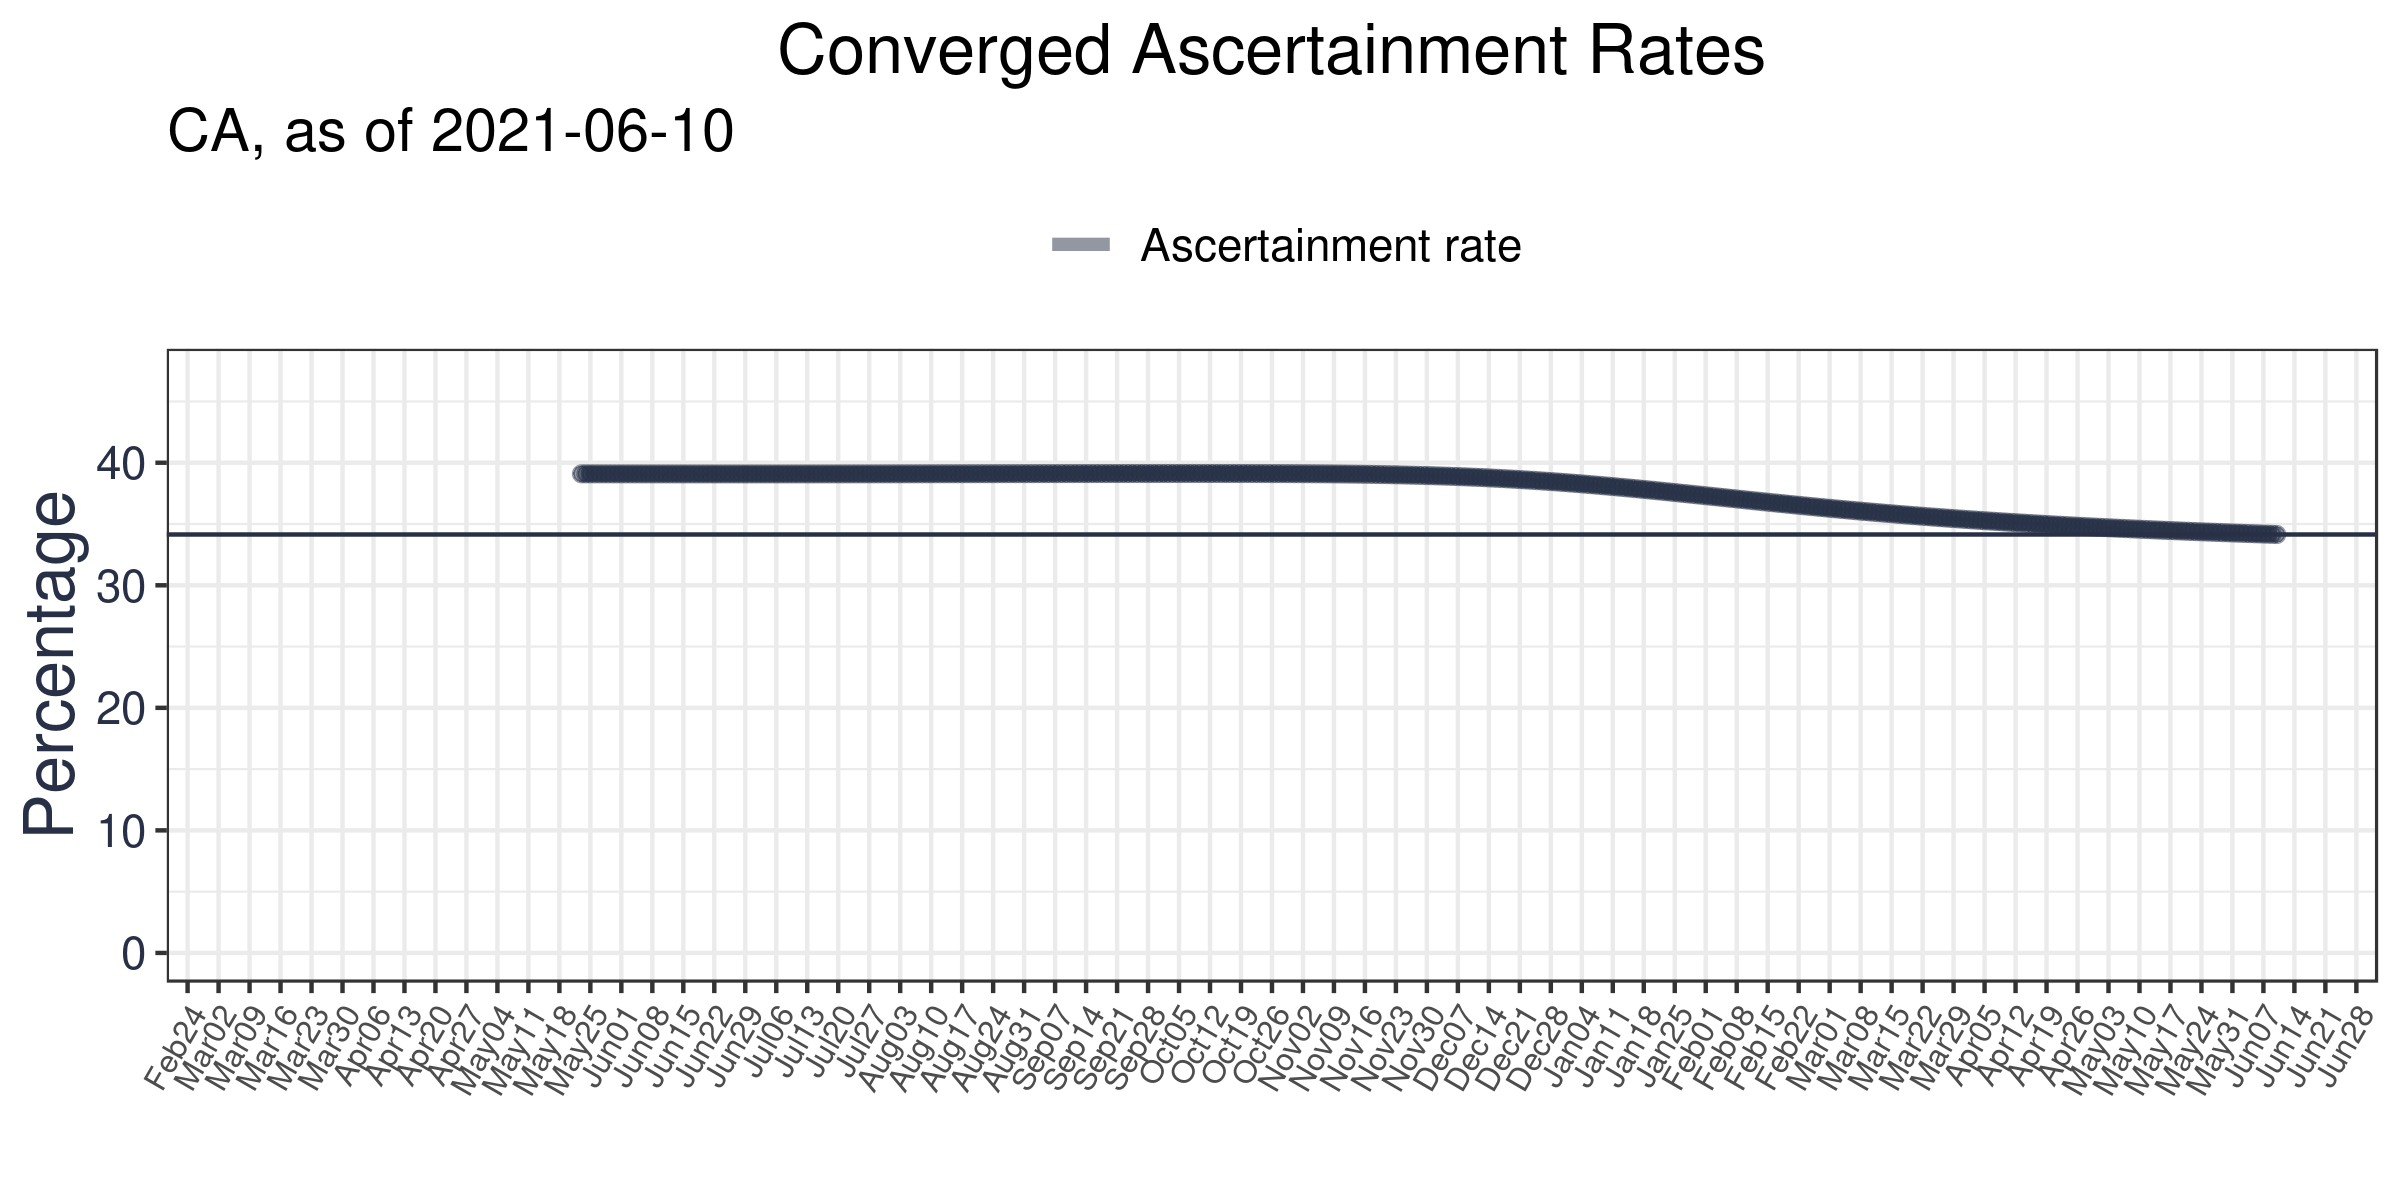 Converged Ascertainment Rates
CA, as of 2021-06-10
Ascertainment rate
Percentage
40
30
20
10
0
Feb24 Mar02 Mar09 Mar16 Mar23 Mar30 Apr06 Apr13 Apr20 Apr27 May04 May11 May18 May25 Jun01 Jun08 Jun15 Jun22 Jun29 Jul06 Jul13 Jul20 Jul27 Aug03 Aug10 Aug17 Aug24 Aug31 Sep07 Sep14 Sep21 Sep28 Oct05 Oct12 Oct19 Oct26 Nov02 Nov09 Nov16 Nov23 Nov30 Dec07 Dec14 Dec21 Dec28 Jan04 Jan11 Jan18 Jan25 Feb01 Feb08 Feb15 Feb22 Mar01 Mar08 Mar15 Mar22 Mar29 Apr05 Apr12 Apr19 Apr26 May03 May10 May17 May24 May31 Jun07 Jun14 Jun21 Jun28